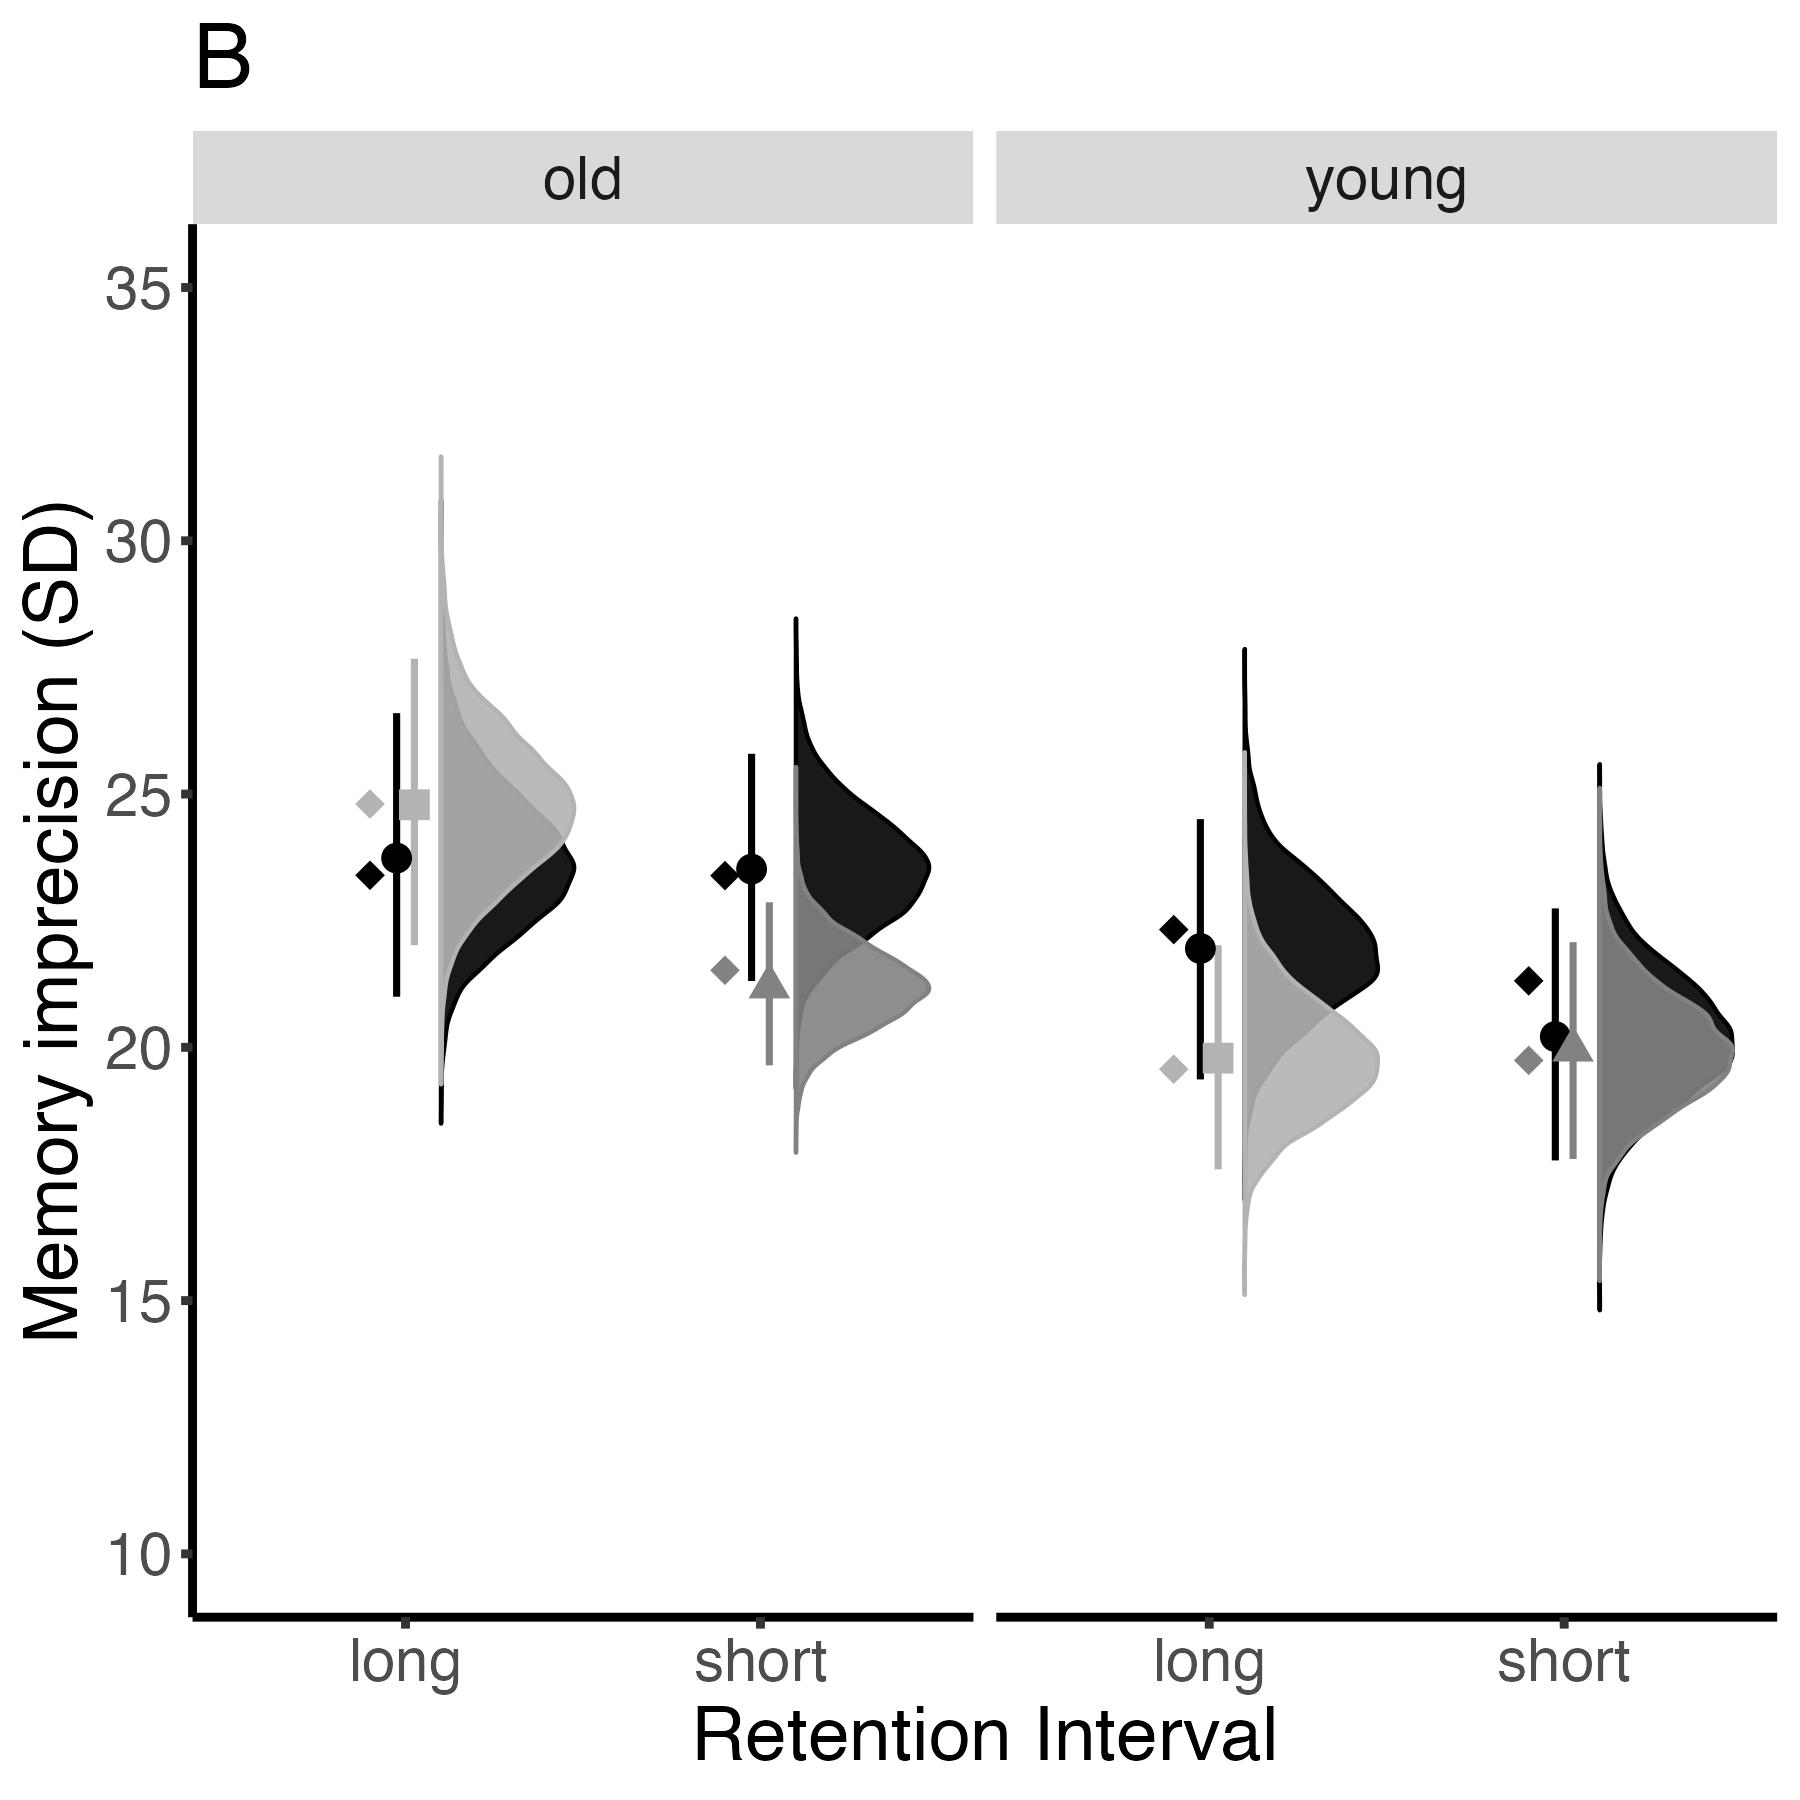 B
old
young
Memory imprecision (SD)
35
30
25
20
15
10
long
short
long
short
Retention Interval